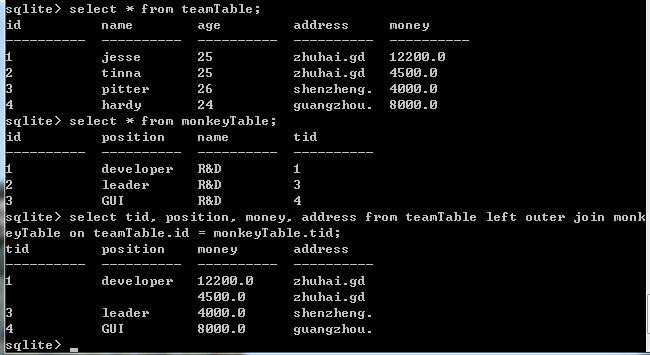 sqlite> select * from teamTable;
id          name        age         address     money
----------  ----------  ----------  ----------  ----------
1           jesse       25          zhuhai.gd   12200.0
2           tinna       25          zhuhai.gd   4500.0
3           pitter      26          shenzheng.  4000.0
4           hardy       24          guangzhou.  8000.0
sqlite> select * from monkeyTable;
id          position    name        tid
----------  ----------  ----------  ----------
1           developer   R&D         1
2           leader      R&D         3
3           GUI         R&D         4
sqlite> select tid, position, money, address from teamTable left outer join monk
eyTable on teamTable.id = monkeyTable.tid;
tid         position    money       address
----------  ----------  ----------  ----------
1           developer   12200.0     zhuhai.gd
                        4500.0      zhuhai.gd
3           leader      4000.0      shenzheng.
4           GUI         8000.0      guangzhou.
sqlite>